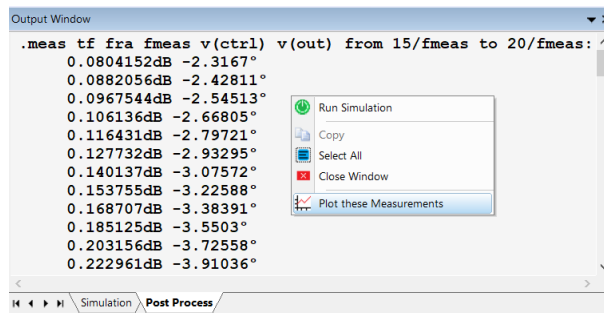 Output Window
.meas tf fra fmeas v(ctrl) v(out) from 15/fmeas to 20/fmeas:
0.0804152dB -2.3167°
0.0882056dB -2.42811°
0.0967544dB -2.54513°
0.106136dB -2.66805°
0.116431dB -2.79721°
0.127732dB -2.93295°
0.140137dB -3.07572°
0.153755dB -3.22588°
0.168707dB -3.38391°
0.185125dB -3.5503°
0.203156dB -3.72558°
0.222961dB -3.91036°
Run Simulation
Copy
Select All
Close Window
Plot these Measurements
Simulation Post Process